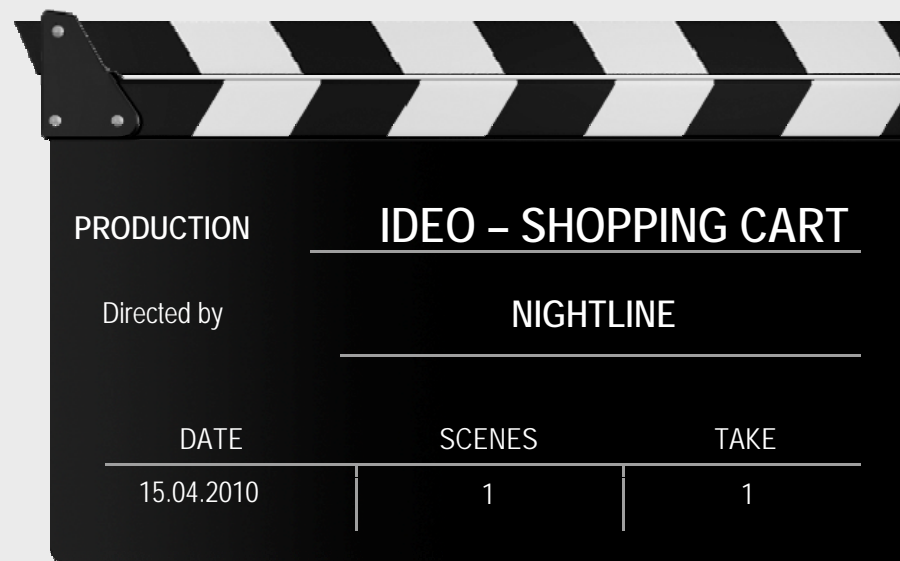 PRODUCTION IDEO – SHOPPING CART
Directed by NIGHTLINE
DATE SCENES TAKE
15.04.2010 1 1